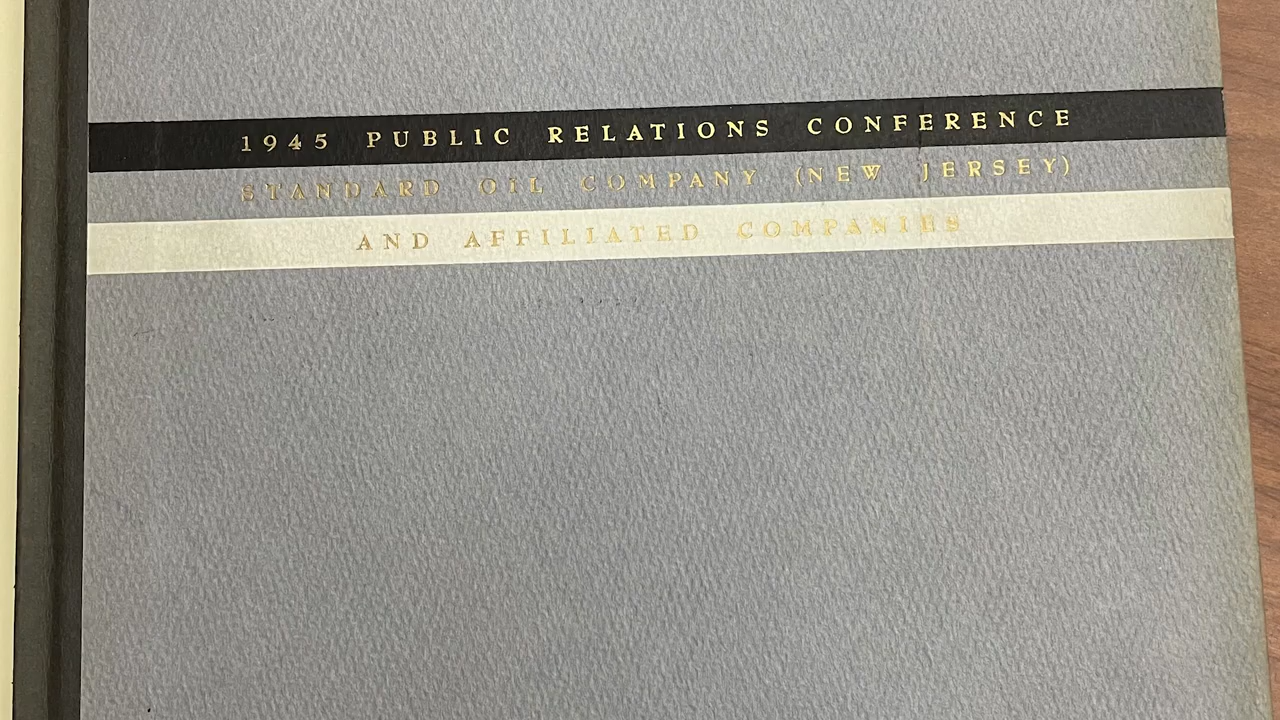 1945 PUBLIC RELATIONS CONFERENCE
STANDARD OIL COMPANY (NEW JERSEY)
AND AFFILIATED COMPANIES